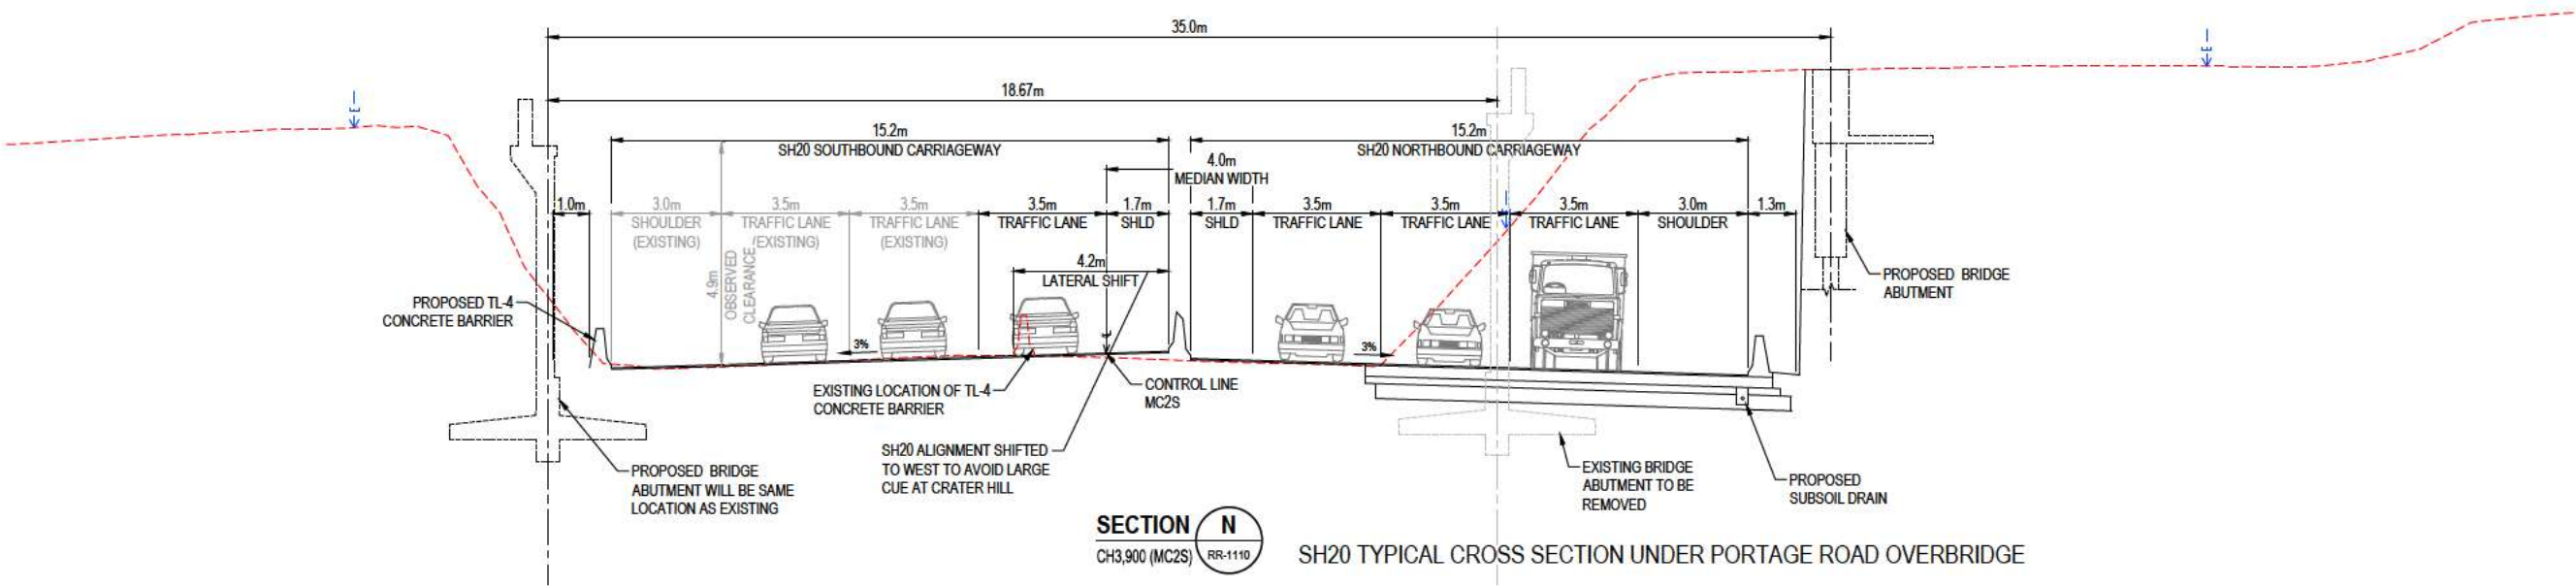 35.0m
18.67m
15.2m
SH20 SOUTHBOUND CARRIAGEWAY
15.2m
SH20 NORTHBOUND CARRIAGEWAY
4.0m
MEDIAN WIDTH
1.0m
3.0m
SHOULDER
(EXISTING)
3.5m
TRAFFIC LANE
(EXISTING)
3.5m
TRAFFIC LANE
(EXISTING)
3.5m
TRAFFIC LANE
1.7m
SHLD
1.7m
SHLD
3.5m
TRAFFIC LANE
3.5m
TRAFFIC LANE
3.5m
TRAFFIC LANE
3.0m
SHOULDER
1.3m
4.9m
OBSERVED
CLEARANCE
4.2m
LATERAL SHIFT
PROPOSED TL-4
CONCRETE BARRIER
3%
3%
PROPOSED BRIDGE
ABUTMENT
EXISTING LOCATION OF TL-4
CONCRETE BARRIER
CONTROL LINE
MC2S
SH20 ALIGNMENT SHIFTED
TO WEST TO AVOID LARGE
CUE AT CRATER HILL
PROPOSED BRIDGE
ABUTMENT WILL BE SAME
LOCATION AS EXISTING
EXISTING BRIDGE
ABUTMENT TO BE
REMOVED
PROPOSED
SUBSOIL DRAIN
SECTION N
CH3,900 (MC2S) RR-1110
SH20 TYPICAL CROSS SECTION UNDER PORTAGE ROAD OVERBRIDGE